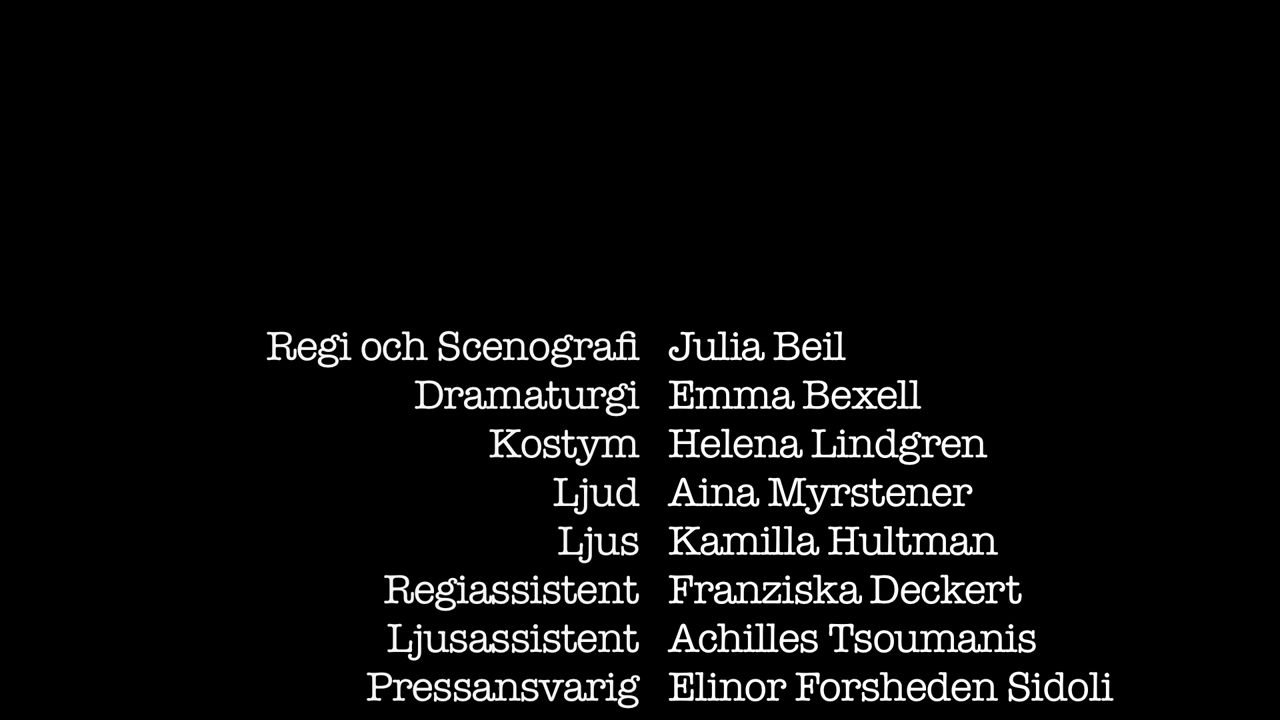 Regi och Scenografi Julia Beil
Dramaturgi Emma Bexell
Kostym Helena Lindgren
Ljud Aina Myrstener
Ljus Kamilla Hultman
Regiassistent Franziska Deckert
Ljusassistent Achilles Tsoumanis
Pressansvarig Elinor Forsheden Sidoli